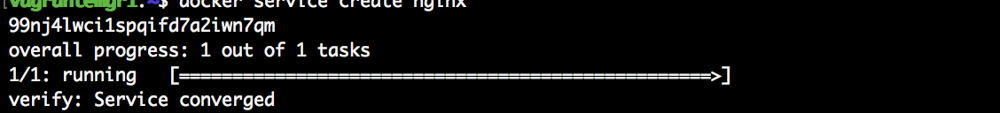 vagrant@mgr1:~$ docker service create nginx
99nj4lwci1spqifd7a2iwn7qm
overall progress: 1 out of 1 tasks
1/1: running   [==================================================>]
verify: Service converged